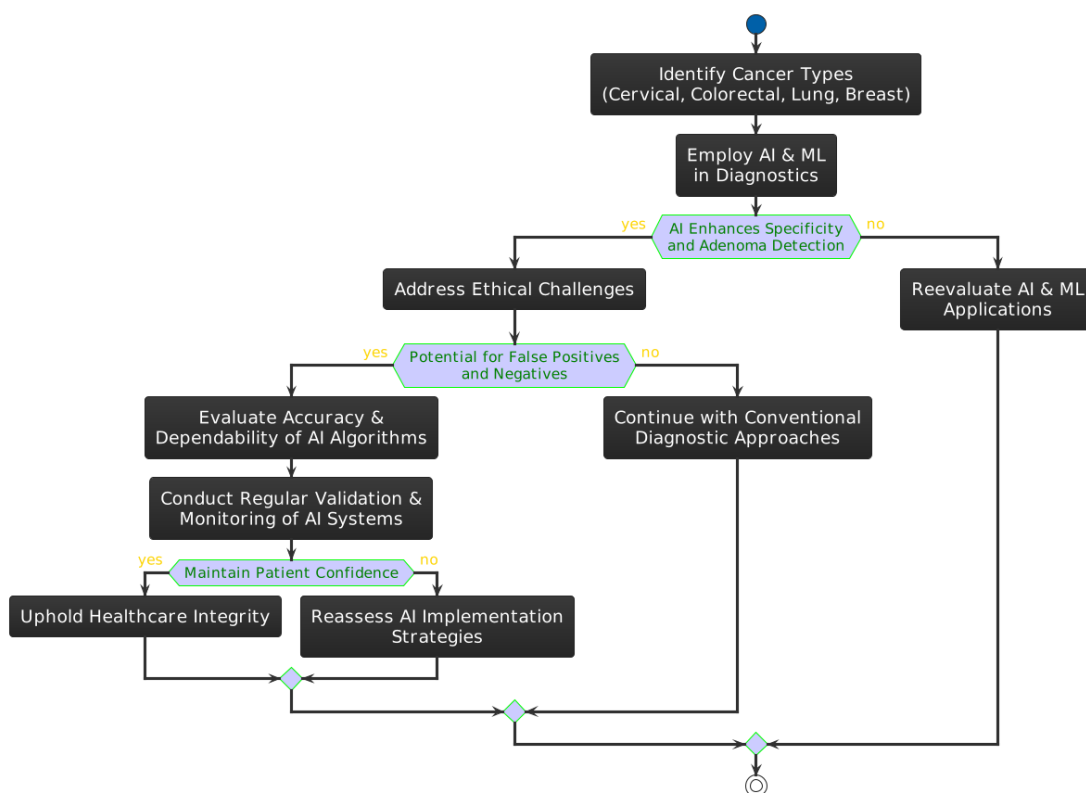 Identify Cancer Types
(Cervical, Colorectal, Lung, Breast)
Employ AI & ML
in Diagnostics
yes
AI Enhances Specificity
and Adenoma Detection
no
Address Ethical Challenges
Reevaluate AI & ML
Applications
yes
Potential for False Positives
and Negatives
no
Evaluate Accuracy &
Dependability of AI Algorithms
Continue with Conventional
Diagnostic Approaches
Conduct Regular Validation &
Monitoring of AI Systems
yes
Maintain Patient Confidence
no
Uphold Healthcare Integrity
Reassess AI Implementation
Strategies